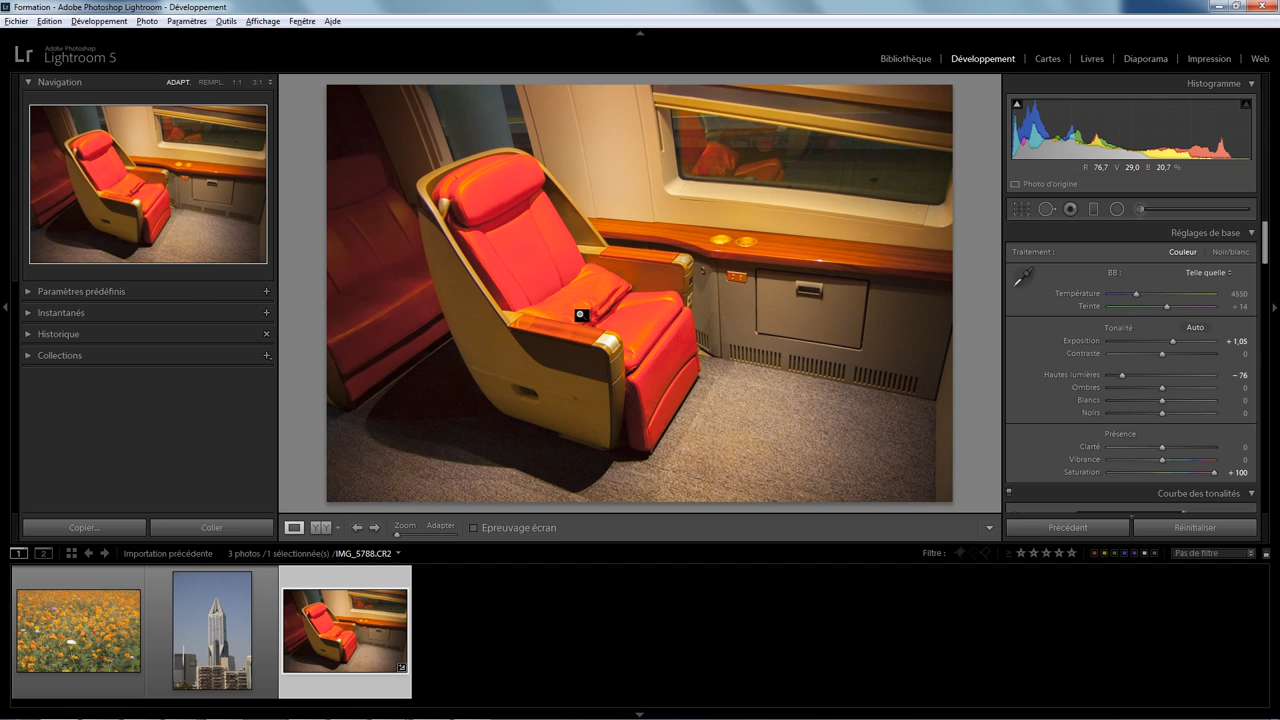 Formation - Adobe Photoshop Lightroom - Développement
Fichier Edition Développement Photo Paramètres Outils Affichage Fenêtre Aide
Lr Adobe Photoshop
Lightroom 5
Bibliothèque | Développement | Cartes | Livres | Diaporama | Impression | Web
Navigation ADAPT. REMPL. 1:1 3:1
Paramètres prédéfinis +
Instantanés +
Historique ×
Collections +
Copier... Coller
Histogramme
R 76,7 V 29,0 B 20,7 %
Photo d'origine
Réglages de base
Traitement : Couleur Noir/blanc
BB : Telle quelle
Température 4550
Teinte + 14
Tonalité Auto
Exposition + 1,05
Contraste 0
Hautes lumières − 76
Ombres 0
Blancs 0
Noirs 0
Présence
Clarté 0
Vibrance 0
Saturation + 100
Courbe des tonalités
Précédent Réinitialiser
YY Zoom Adapter Epreuvage écran
1 2 Importation précédente 3 photos /1 sélectionnée(s) /IMG_5788.CR2
Filtre : ≥ Pas de filtre